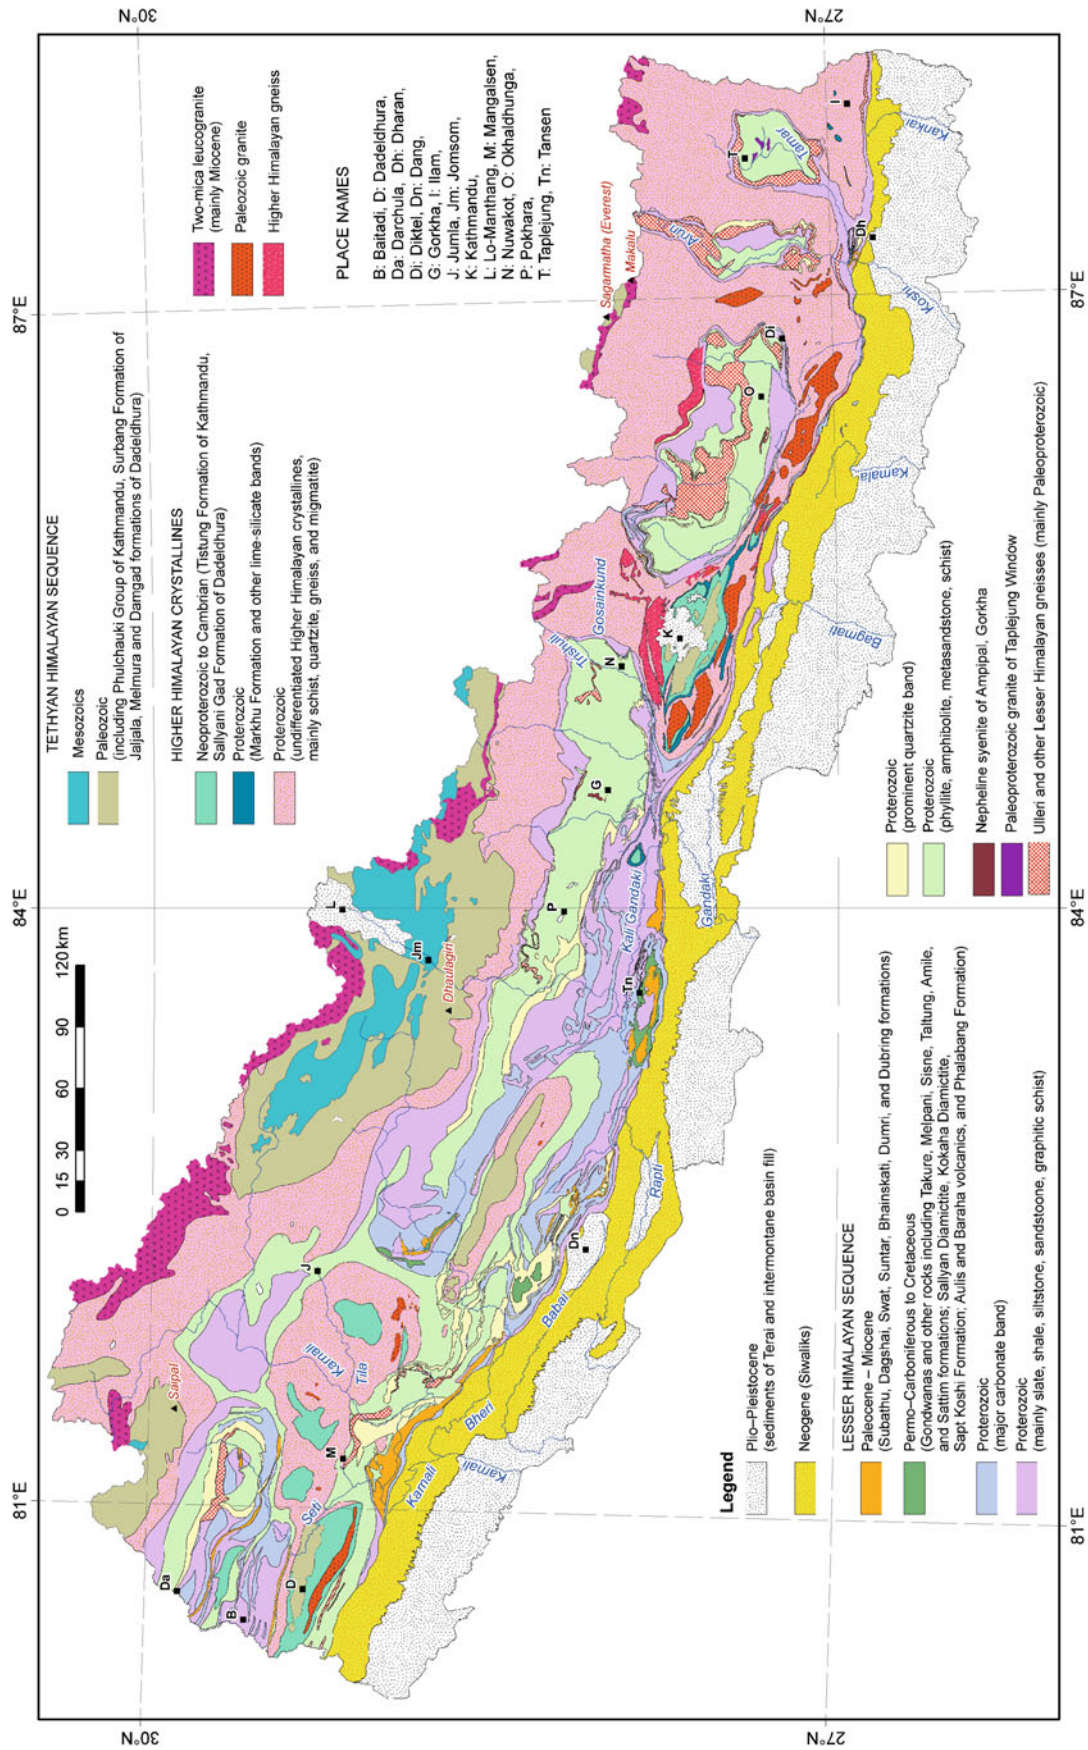 30°N
27°N
87°E
84°E
81°E
87°E
84°E
81°E
30°N
27°N
0 15 30 60 90 120 km
TETHYAN HIMALAYAN SEQUENCE
Mesozoics
Paleozoic
(including Phulchauki Group of Kathmandu, Surbang Formation of
Jaljala, Melmura and Damgad formations of Dadeldhura)
HIGHER HIMALAYAN CRYSTALLINES
Neoproterozoic to Cambrian (Tistung Formation of Kathmandu,
Sallyani Gad Formation of Dadeldhura)
Proterozoic
(Markhu Formation and other lime-silicate bands)
Proterozoic
(undifferentiated Higher Himalayan crystallines,
mainly schist, quartzite, gneiss, and migmatite)
Two-mica leucogranite
(mainly Miocene)
Paleozoic granite
Higher Himalayan gneiss
PLACE NAMES
B: Baitadi, D: Dadeldhura,
Da: Darchula, Dh: Dharan,
Di: Diktel, Dn: Dang,
G: Gorkha, I: Ilam,
J: Jumla, Jm: Jomsom,
K: Kathmandu,
L: Lo-Manthang, M: Mangalsen,
N: Nuwakot, O: Okhaldhunga,
P: Pokhara,
T: Taplejung, Tn: Tansen
Da
B
D
M
J
Dn
L
Jm
P
Tn
G
N
K
O
Di
T
Dh
I
Saipal
Dhaulagiri
Sagarmatha (Everest)
Makalu
Seti
Karnali
Tila
Karnali
Bheri
Karnali
Babai
Rapti
Kali Gandaki
Gandaki
Trishuli
Gosainkund
Bagmati
Kamala
Koshi
Arun
Tamar
Kankai
Legend
Plio–Pleistocene
(sediments of Terai and intermontane basin fill)
Neogene (Siwaliks)
LESSER HIMALAYAN SEQUENCE
Paleocene – Miocene
(Subathu, Dagshai, Swat, Suntar, Bhainskati, Dumri, and Dubring formations)
Permo–Carboniferous to Cretaceous
(Gondwanas and other rocks including Takure, Melpani, Sisne, Taltung, Amile,
and Sattim formations; Saliyan Diamictite, Kokaha Diamictite,
Sapt Koshi Formation; Aulis and Baraha volcanics, and Phalabang Formation)
Proterozoic
(major carbonate band)
Proterozoic
(mainly slate, shale, siltstone, sandstoone, graphitic schist)
Proterozoic
(prominent quartzite band)
Proterozoic
(phyllite, amphibolite, metasandstone, schist)
Nepheline syenite of Ampipal, Gorkha
Paleoproterozoic granite of Taplejung Window
Ulleri and other Lesser Himalayan gneisses (mainly Paleoproterozoic)